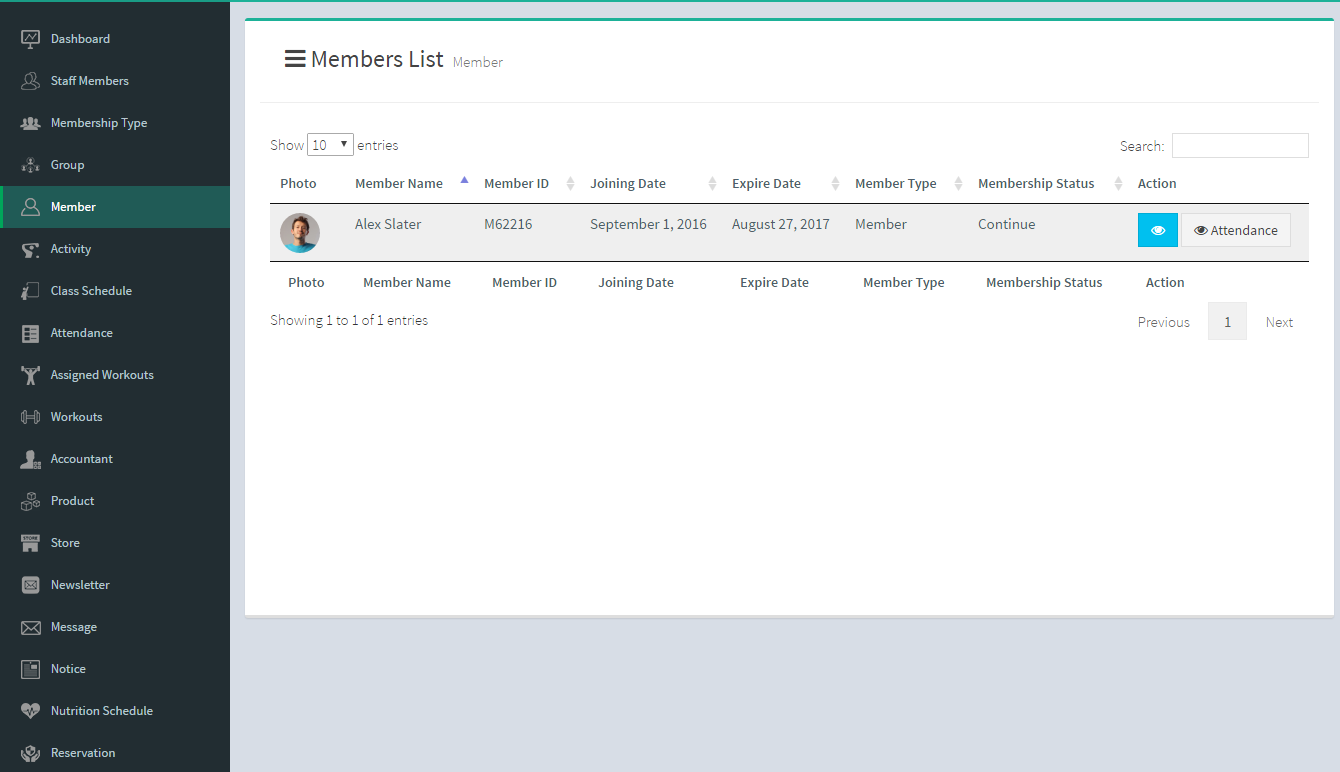 Dashboard
Staff Members
Membership Type
Group
Member
Activity
Class Schedule
Attendance
Assigned Workouts
Workouts
Accountant
Product
STORE
Store
Newsletter
Message
Notice
Nutrition Schedule
Reservation
Members List Member
Show 10 entries Search:
Photo Member Name Member ID Joining Date Expire Date Member Type Membership Status Action
Alex Slater M62216 September 1, 2016 August 27, 2017 Member Continue Attendance
Photo Member Name Member ID Joining Date Expire Date Member Type Membership Status Action
Showing 1 to 1 of 1 entries Previous 1 Next